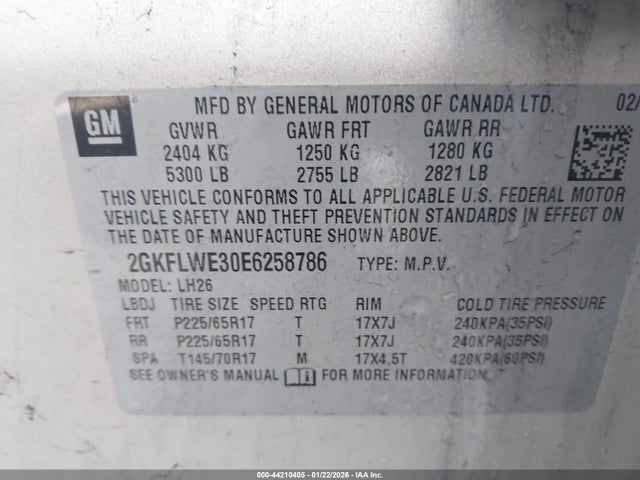 GM
MFD BY GENERAL MOTORS OF CANADA LTD. 02/
GVWR GAWR FRT GAWR RR
2404 KG 1250 KG 1280 KG
5300 LB 2755 LB 2821 LB
THIS VEHICLE CONFORMS TO ALL APPLICABLE U.S. FEDERAL MOTOR
VEHICLE SAFETY AND THEFT PREVENTION STANDARDS IN EFFECT ON
THE DATE OF MANUFACTURE SHOWN ABOVE.
2GKFLWE30E6258786 TYPE: M.P.V.
MODEL: LH26
LBDJ TIRE SIZE SPEED RTG RIM COLD TIRE PRESSURE
FRT P225/65R17 T 17X7J 240KPA(35PSI)
RR P225/65R17 T 17X7J 240KPA(35PSI)
SPA T145/70R17 M 17X4.5T 420KPA(60PSI)
SEE OWNER'S MANUAL FOR MORE INFORMATION.
000-44210405 - 01/22/2026 - IAA Inc.